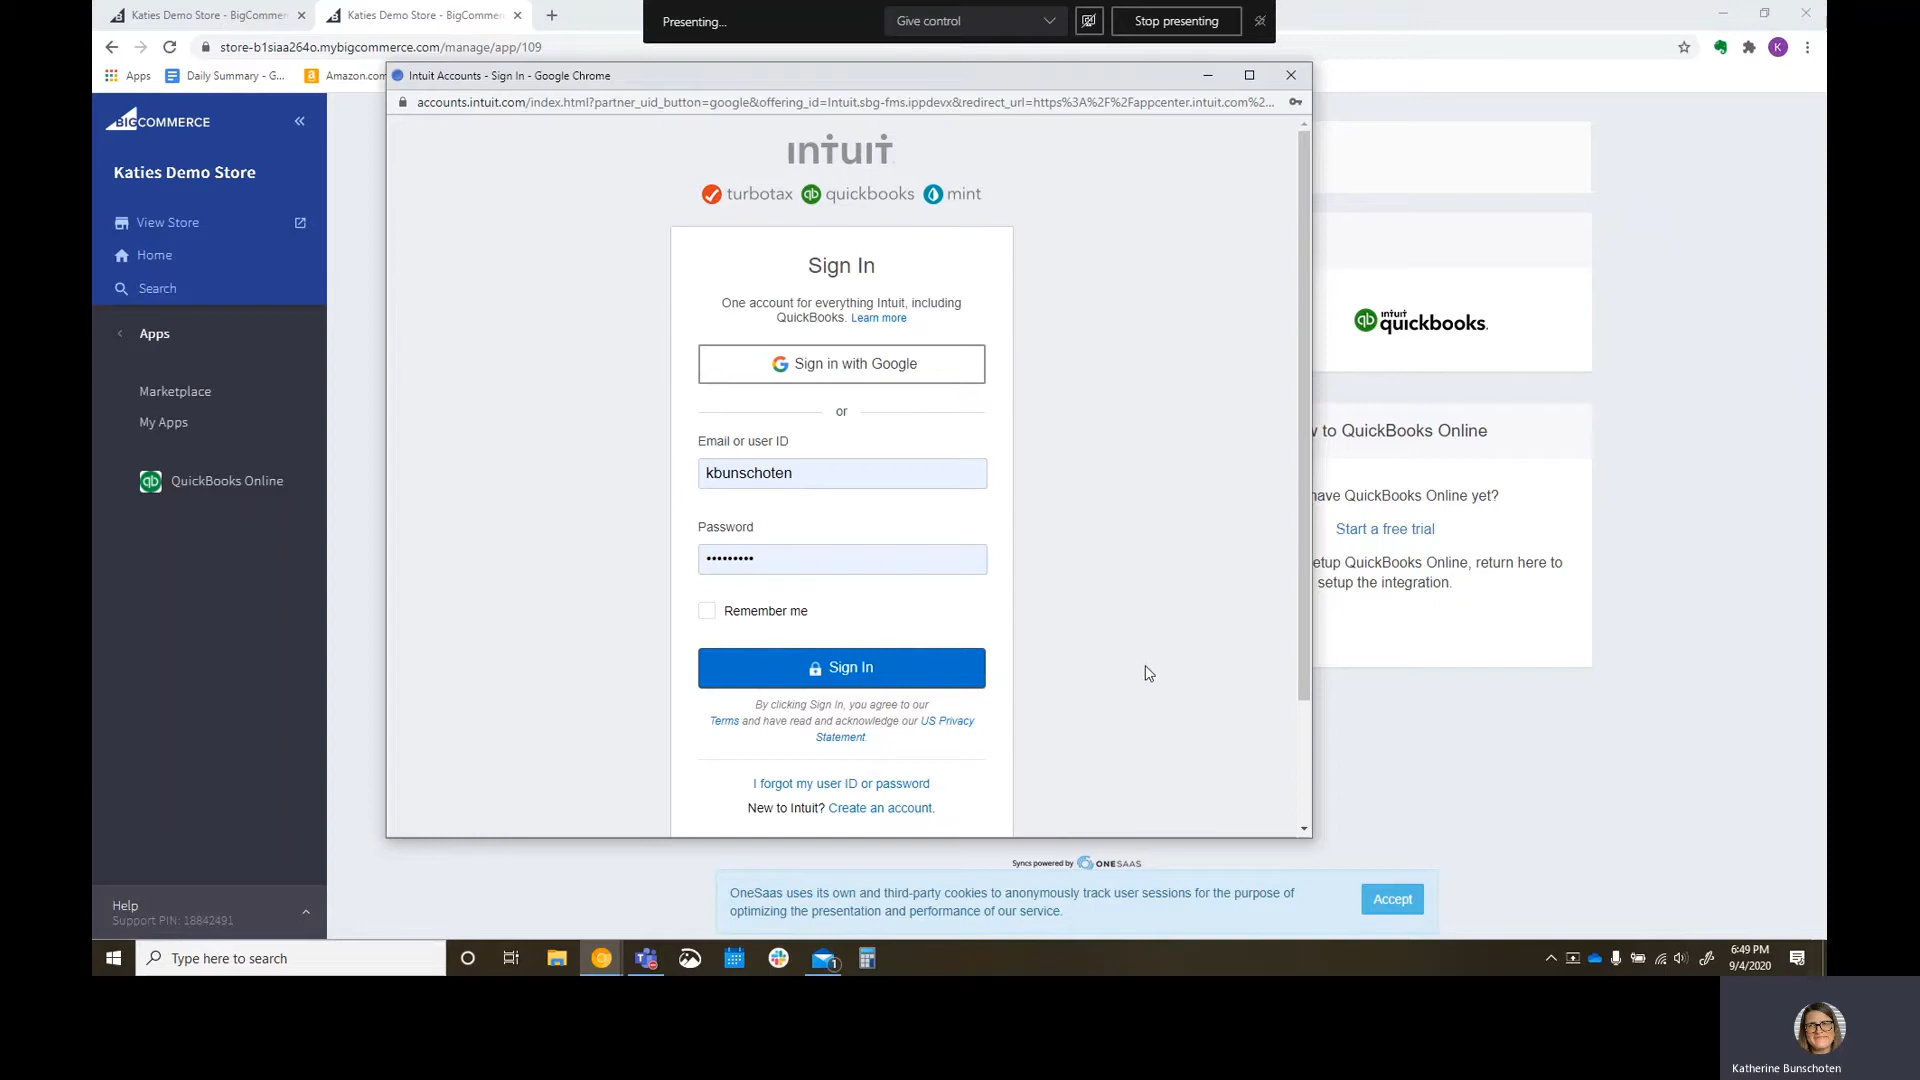 Katies Demo Store - BigCommer
Katies Demo Store - BigCommer
Presenting...
Give control
Stop presenting
store-b1siaa264o.mybigcommerce.com/manage/app/109
K
Apps
Daily Summary - G...
Amazon.com
Intuit Accounts - Sign In - Google Chrome
accounts.intuit.com/index.html?partner_uid_button=google&offering_id=Intuit.sbg-fms.ippdevx&redirect_url=https%3A%2F%2Fappcenter.intuit.com%2...
BIGCOMMERCE
Katies Demo Store
View Store
Home
Search
Apps
Marketplace
My Apps
qb QuickBooks Online
Help
Support PIN: 18842491
intuit
turbotax qb quickbooks mint
Sign In
One account for everything Intuit, including
QuickBooks. Learn more
Sign in with Google
or
Email or user ID
kbunschoten
Password
•••••••••
Remember me
Sign In
By clicking Sign In, you agree to our
Terms and have read and acknowledge our US Privacy
Statement.
I forgot my user ID or password
New to Intuit? Create an account.
qb intuit quickbooks.
to QuickBooks Online
have QuickBooks Online yet?
Start a free trial
etup QuickBooks Online, return here to
setup the integration.
Syncs powered by ONESAAS
OneSaas uses its own and third-party cookies to anonymously track user sessions for the purpose of
optimizing the presentation and performance of our service.
Accept
Type here to search
1
6:49 PM
9/4/2020
Katherine Bunschoten